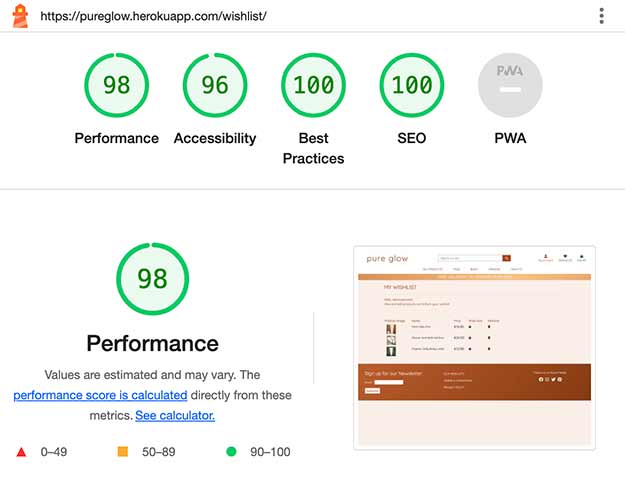 https://pureglow.herokuapp.com/wishlist/
98 96 100 100 PWA
Performance Accessibility Best Practices SEO PWA
98
Performance
Values are estimated and may vary. The
performance score is calculated directly from these
metrics. See calculator.
0–49 50–89 90–100
pure glow
MY WISHLIST
Sign up for our Newsletter